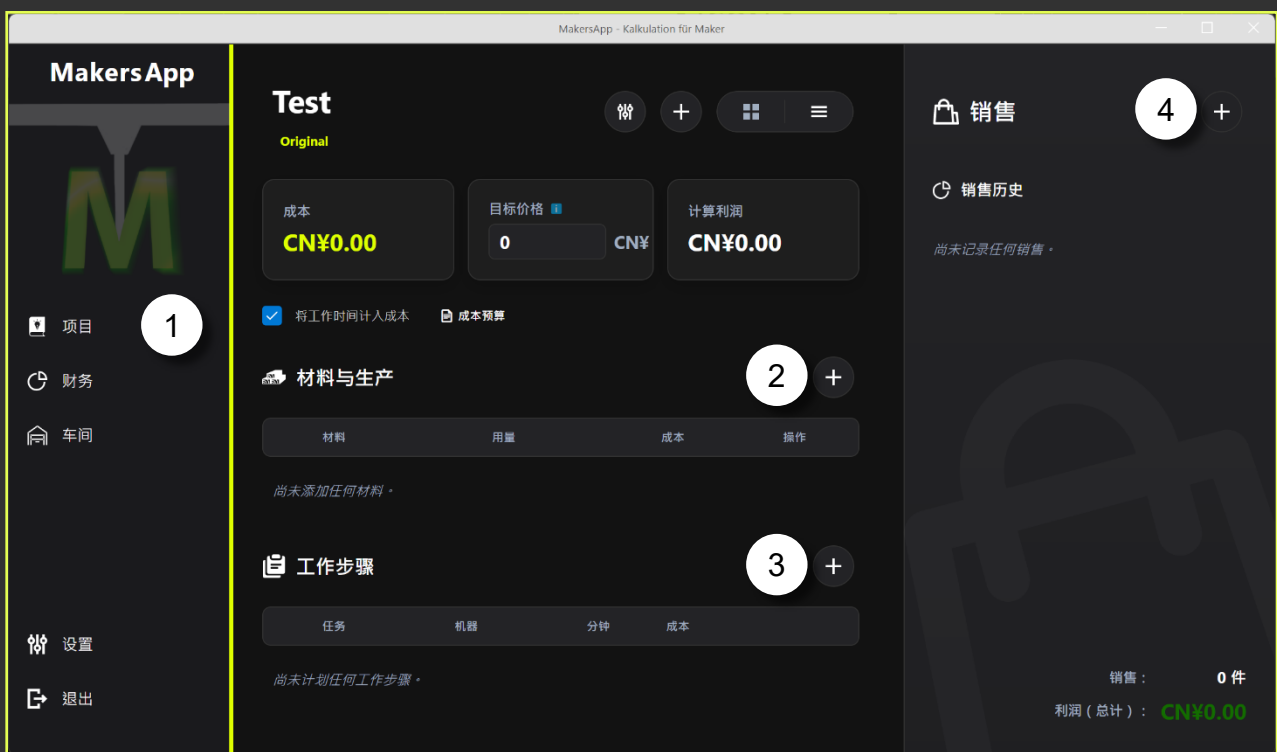 MakersApp - Kalkulation für Maker
MakersApp
M
项目
1
财务
车间
设置
退出
Test
Original
成本
CN¥0.00
目标价格 i
0 CN¥
计算利润
CN¥0.00
将工作时间计入成本 成本预算
材料与生产 2 +
材料 用量 成本 操作
尚未添加任何材料。
工作步骤 3 +
任务 机器 分钟 成本
尚未计划任何工作步骤。
销售 4 +
销售历史
尚未记录任何销售。
销售： 0 件
利润（总计）： CN¥0.00